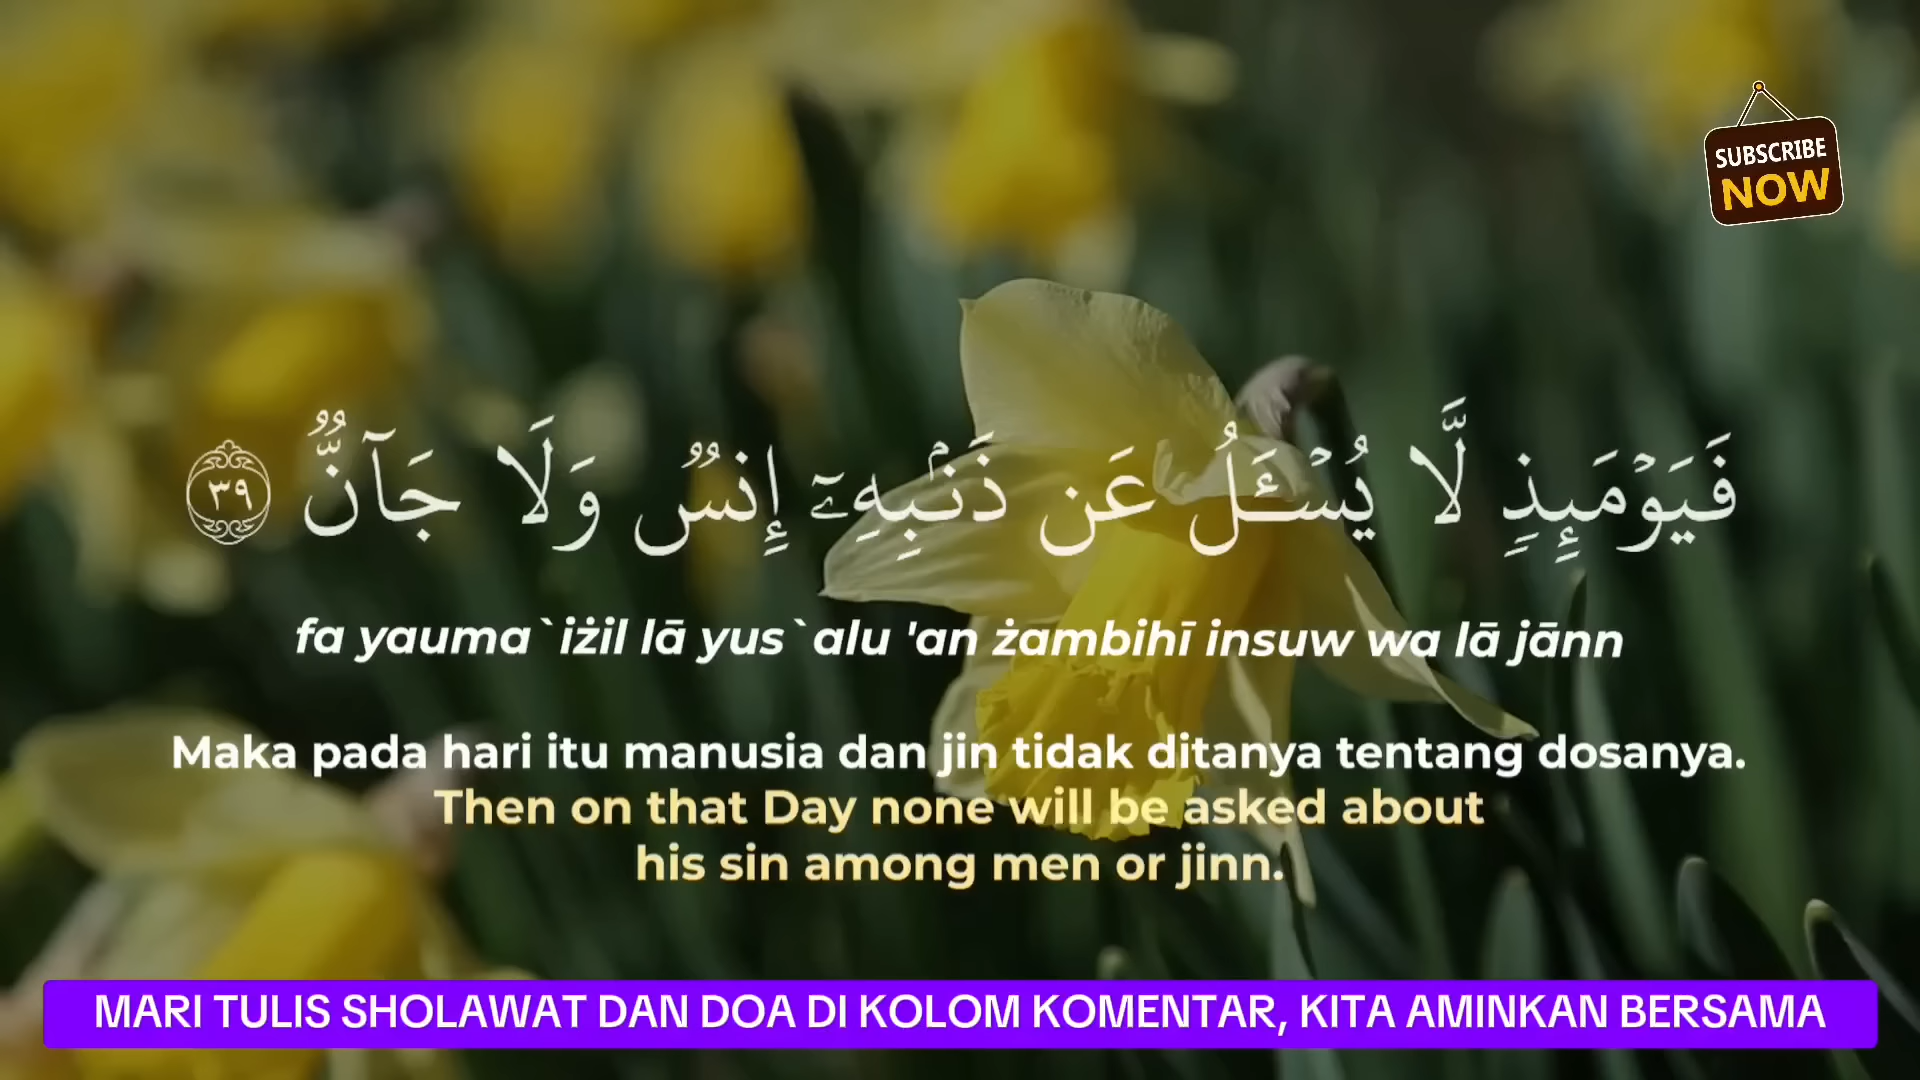 SUBSCRIBE
NOW
فَيَوْمَىِٕذٍ لَّا يُسْـَٔلُ عَن ذَنۢبِهِۦٓ إِنسٌ وَلَا جَآنٌّ ٣٩
fa yauma`iżil lā yus`alu 'an żambihī insuw wa lā jānn
Maka pada hari itu manusia dan jin tidak ditanya tentang dosanya.
Then on that Day none will be asked about
his sin among men or jinn.
MARI TULIS SHOLAWAT DAN DOA DI KOLOM KOMENTAR, KITA AMINKAN BERSAMA